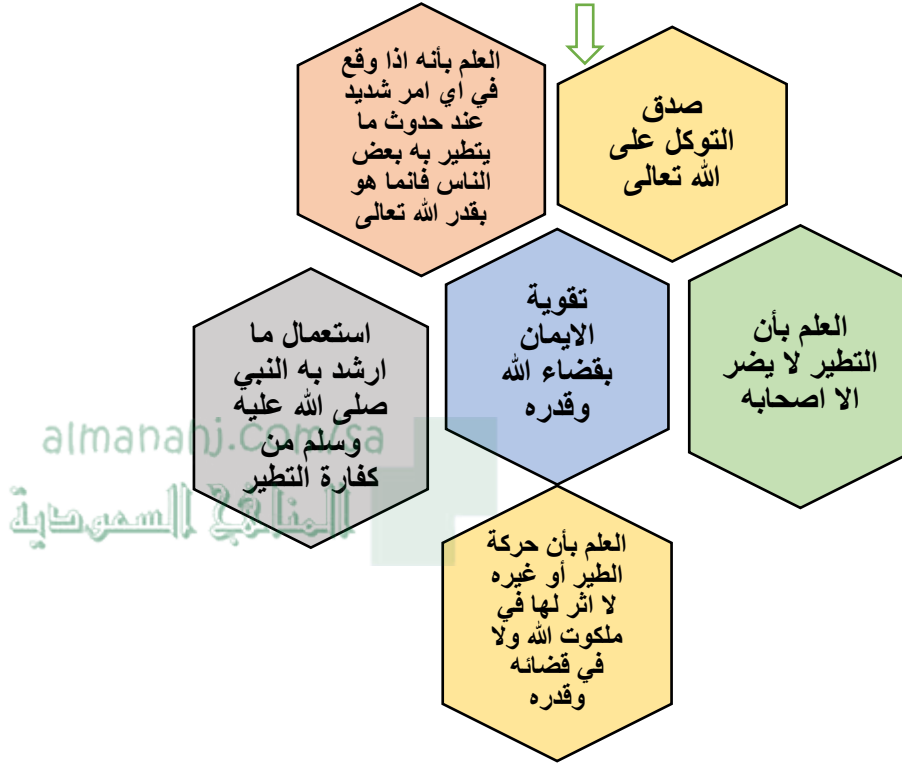 صدق
التوكل على
الله تعالى
العلم بأنه اذا وقع
في اي امر شديد
عند حدوث ما
يتطير به بعض
الناس فانما هو
بقدر الله تعالى
العلم بأن
التطير لا يضر
الا اصحابه
تقوية
الايمان
بقضاء الله
وقدره
استعمال ما
ارشد به النبي
صلى الله عليه
وسلم من
كفارة التطير
العلم بأن حركة
الطير أو غيره
لا اثر لها في
ملكوت الله ولا
في قضائه
وقدره
almanahj.com/sa
المناهج السعودية